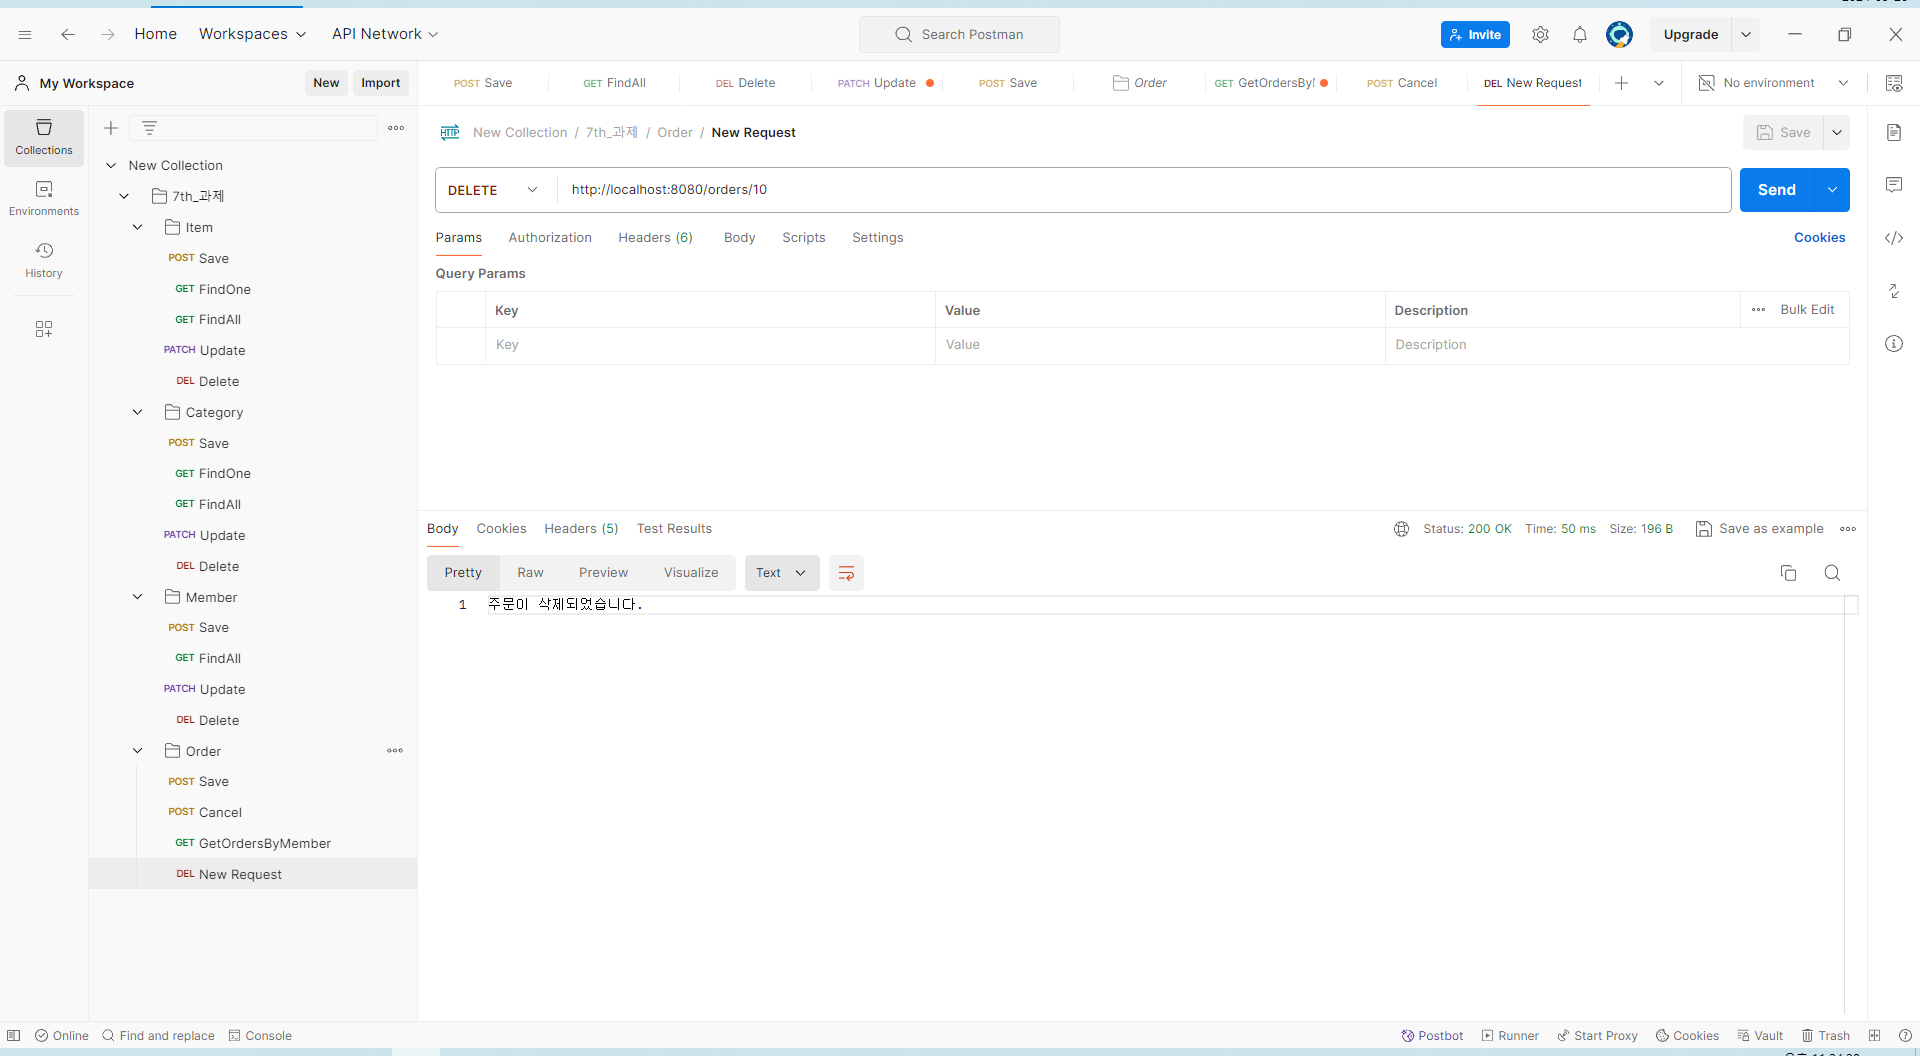 Home
Workspaces
API Network
Search Postman
Invite
Upgrade
My Workspace
New
Import
POST Save
GET FindAll
DEL Delete
PATCH Update
POST Save
Order
GET GetOrdersBy
POST Cancel
DEL New Request
No environment
Collections
Environments
History
New Collection
7th_과제
Item
POST Save
GET FindOne
GET FindAll
PATCH Update
DEL Delete
Category
POST Save
GET FindOne
GET FindAll
PATCH Update
DEL Delete
Member
POST Save
GET FindAll
PATCH Update
DEL Delete
Order
POST Save
POST Cancel
GET GetOrdersByMember
DEL New Request
HTTP New Collection / 7th_과제 / Order / New Request
Save
DELETE
http://localhost:8080/orders/10
Send
Params
Authorization
Headers (6)
Body
Scripts
Settings
Cookies
Query Params
Key
Value
Description
Bulk Edit
Key
Value
Description
Body
Cookies
Headers (5)
Test Results
Status: 200 OK
Time: 50 ms
Size: 196 B
Save as example
Pretty
Raw
Preview
Visualize
Text
1
주문이 삭제되었습니다.
Online
Find and replace
Console
Postbot
Runner
Start Proxy
Cookies
Vault
Trash